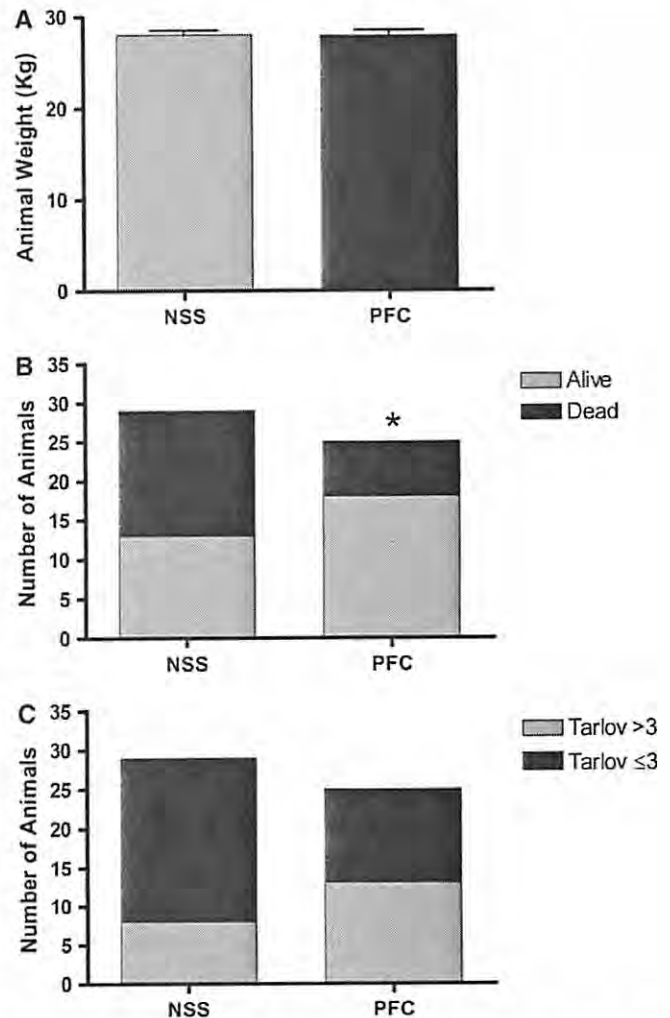 A
Animal Weight (Kg)
30
20
10
0
NSS PFC
B
Number of Animals
35
30
25
20
15
10
5
0
*
NSS PFC
Alive
Dead
C
Number of Animals
35
30
25
20
15
10
5
0
NSS PFC
Tarlov >3
Tarlov ≤3